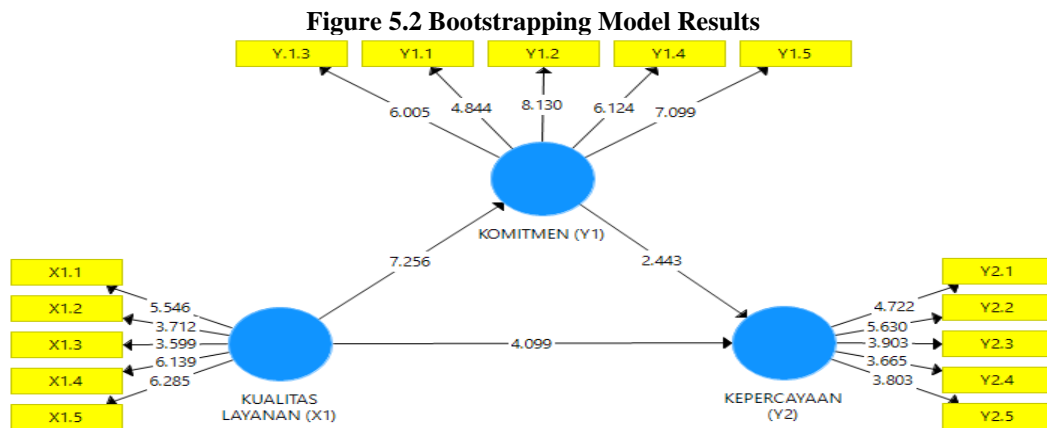 Figure 5.2 Bootstrapping Model Results
Y.1.3
Y1.1
Y1.2
Y1.4
Y1.5
6.005
4.844
8.130
6.124
7.099
KOMITMEN (Y1)
7.256
2.443
X1.1
X1.2
X1.3
X1.4
X1.5
5.546
3.712
3.599
6.139
6.285
KUALITAS
LAYANAN (X1)
4.099
KEPERCAYAAN
(Y2)
4.722
5.630
3.903
3.665
3.803
Y2.1
Y2.2
Y2.3
Y2.4
Y2.5